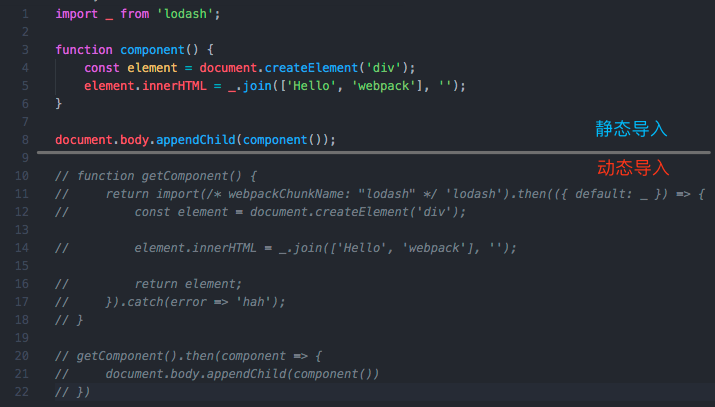 1 import _ from 'lodash';
2
3 function component() {
4     const element = document.createElement('div');
5     element.innerHTML = _.join(['Hello', 'webpack'], '');
6 }
7
8 document.body.appendChild(component());
静态导入
9
动态导入
10 // function getComponent() {
11 //     return import(/* webpackChunkName: "lodash" */ 'lodash').then(({ default: _ }) => {
12 //         const element = document.createElement('div');
13
14 //         element.innerHTML = _.join(['Hello', 'webpack'], '');
15
16 //         return element;
17 //     }).catch(error => 'hah');
18 // }
19
20 // getComponent().then(component => {
21 //     document.body.appendChild(component())
22 // })